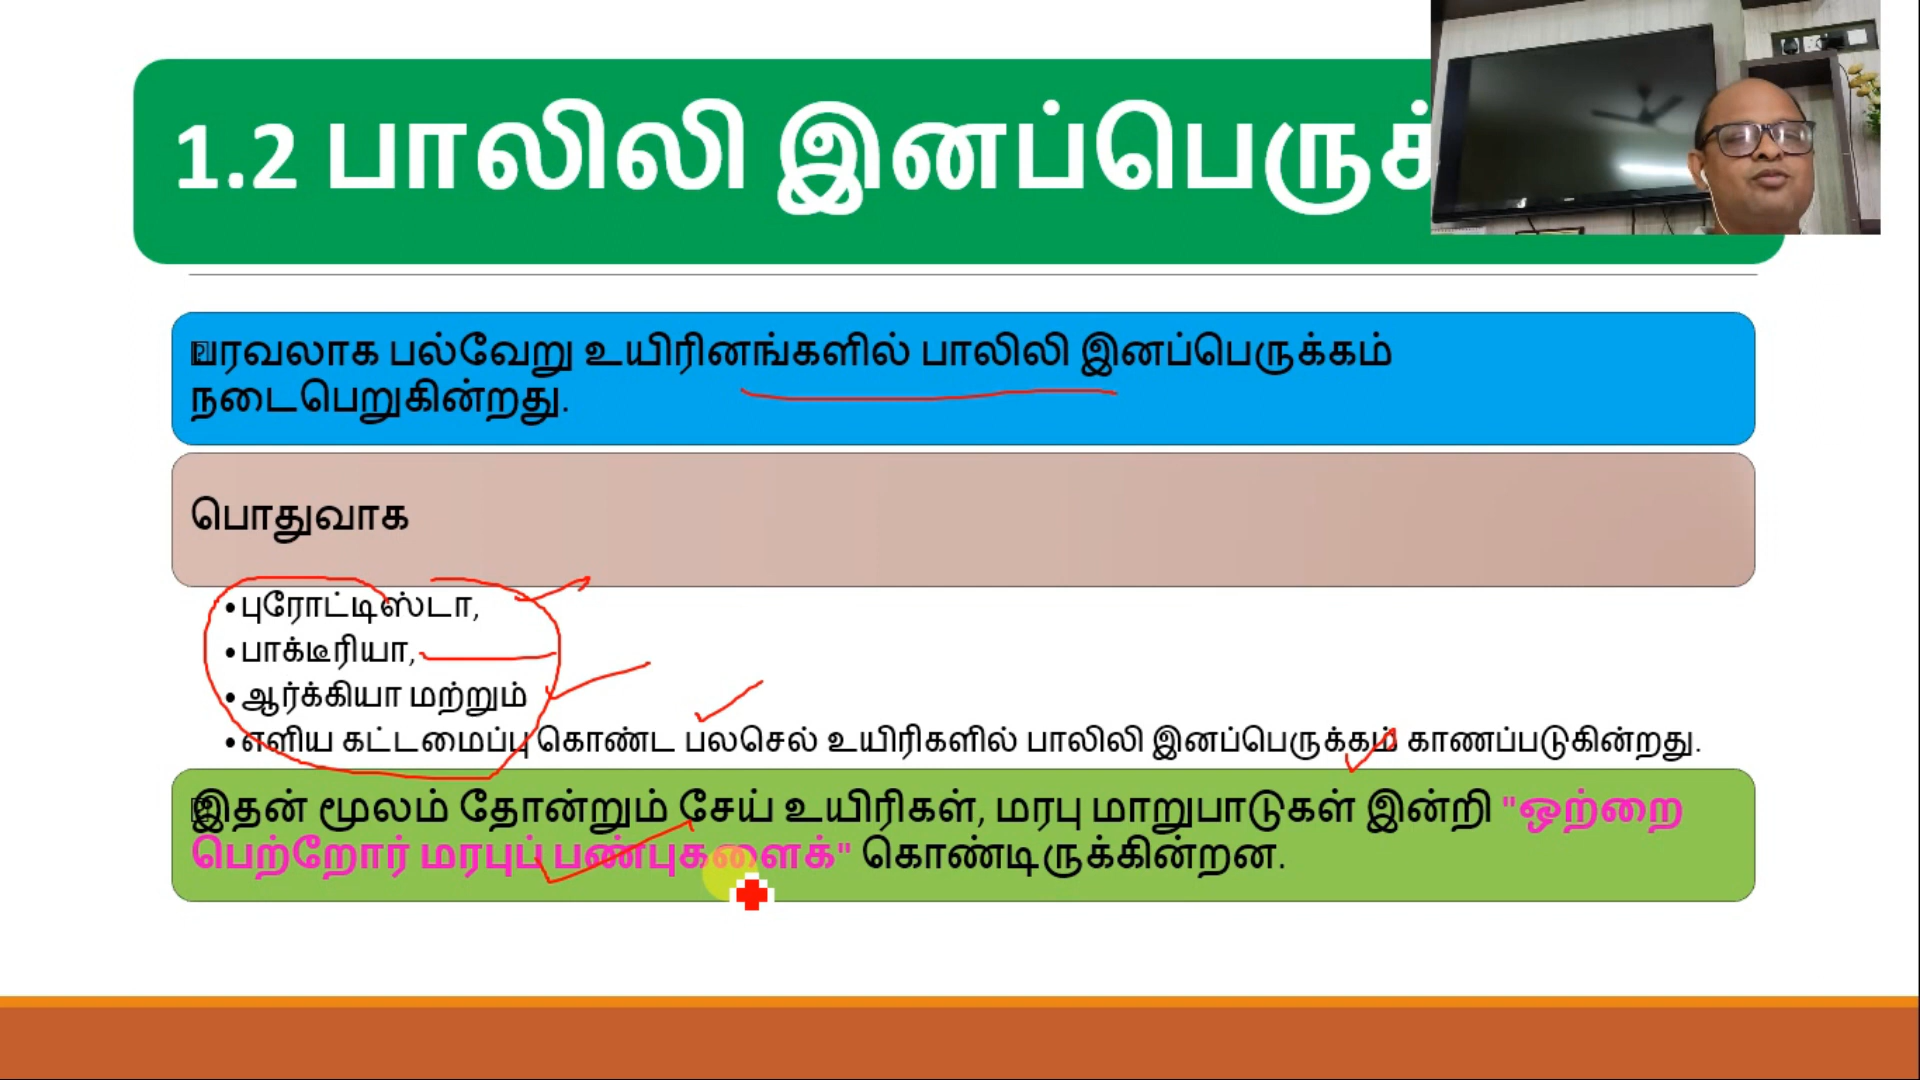 1.2 பாலிலி இனப்பெருக்
பரவலாக பல்வேறு உயிரினங்களில் பாலிலி இனப்பெருக்கம்
நடைபெறுகின்றது.
பொதுவாக
•புரோட்டிஸ்டா,
•பாக்டீரியா,
•ஆர்க்கியா மற்றும்
•எளிய கட்டமைப்பு கொண்ட பலசெல் உயிரிகளில் பாலிலி இனப்பெருக்கம் காணப்படுகின்றது.
இதன் மூலம் தோன்றும் சேய் உயிரிகள், மரபு மாறுபாடுகள் இன்றி "ஒற்றை
பெற்றோர் மரபுப் பண்புகளைக்" கொண்டிருக்கின்றன.